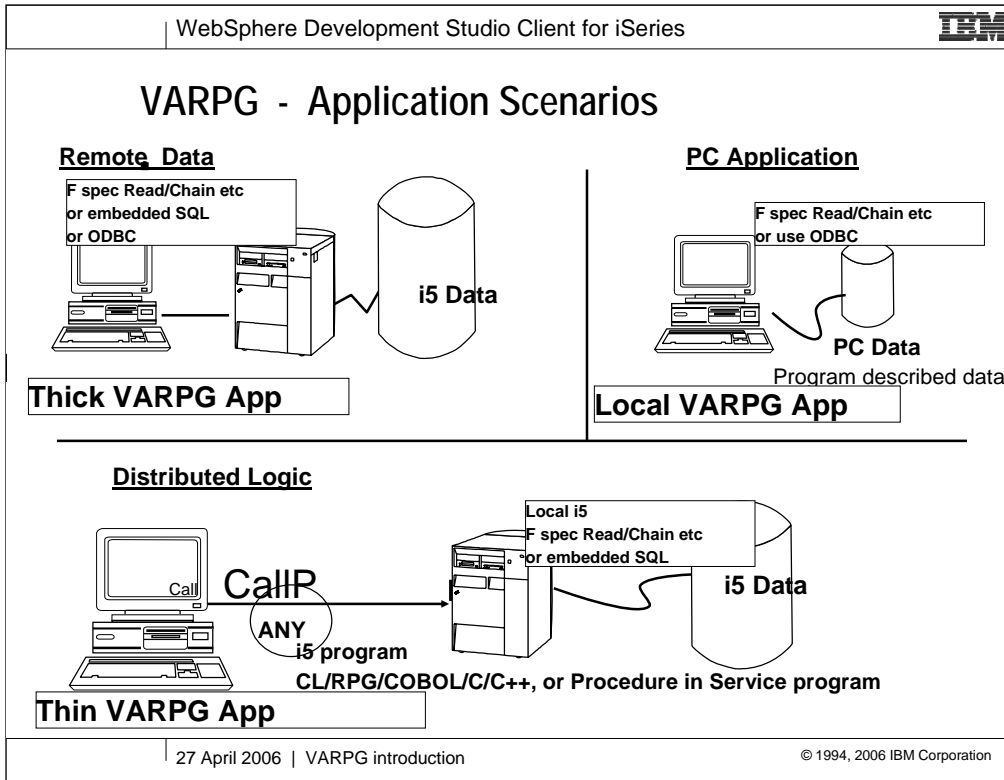 WebSphere Development Studio Client for iSeries
IBM
VARPG - Application Scenarios
Remote Data
F spec Read/Chain etc
or embedded SQL
or ODBC
i5 Data
Thick VARPG App
PC Application
F spec Read/Chain etc
or use ODBC
PC Data
Program described data
Local VARPG App
Distributed Logic
Call
CallP
ANY
i5 program
CL/RPG/COBOL/C/C++, or Procedure in Service program
Local i5
F spec Read/Chain etc
or embedded SQL
i5 Data
Thin VARPG App
27 April 2006 | VARPG introduction
© 1994, 2006 IBM Corporation